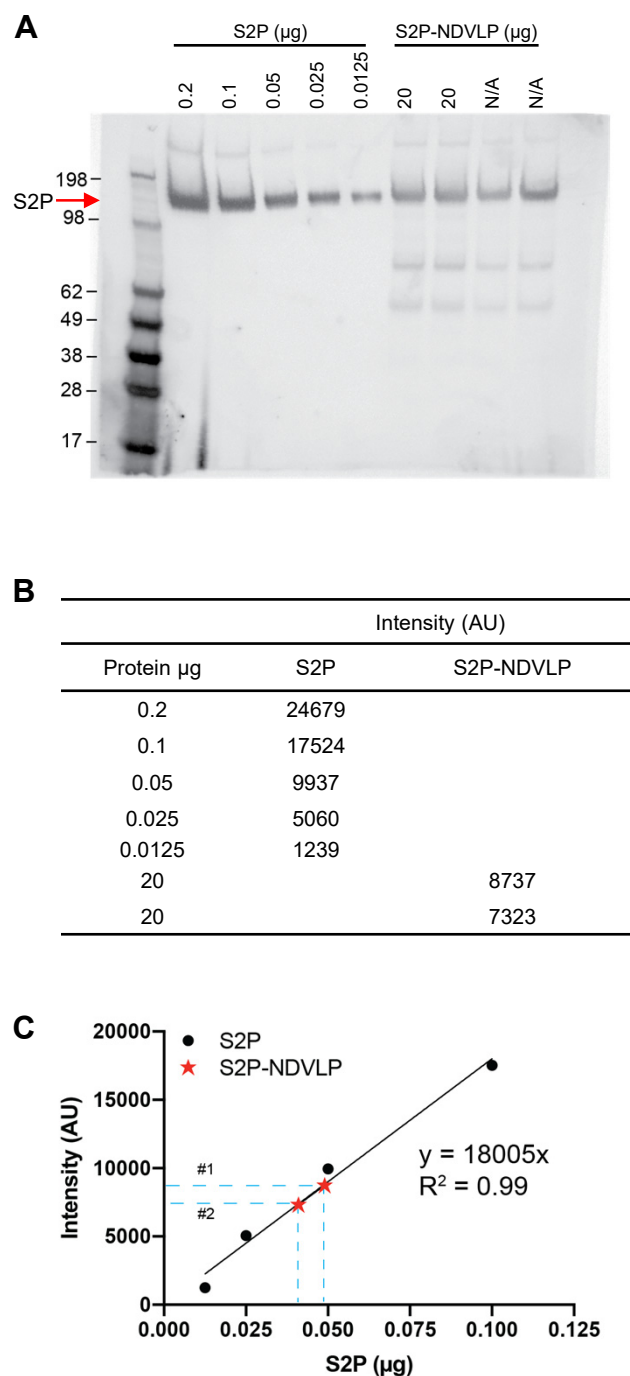 A
S2P (µg)
S2P-NDVLP (µg)
0.2
0.1
0.05
0.025
0.0125
20
20
N/A
N/A
198
S2P
98
62
49
38
28
17
B
Intensity (AU)
Protein µg S2P S2P-NDVLP
0.2 24679
0.1 17524
0.05 9937
0.025 5060
0.0125 1239
20 8737
20 7323
C
20000
S2P
S2P-NDVLP
15000
Intensity (AU)
10000
#1
#2
y = 18005x
R² = 0.99
5000
0
0.000 0.025 0.050 0.075 0.100 0.125
S2P (µg)